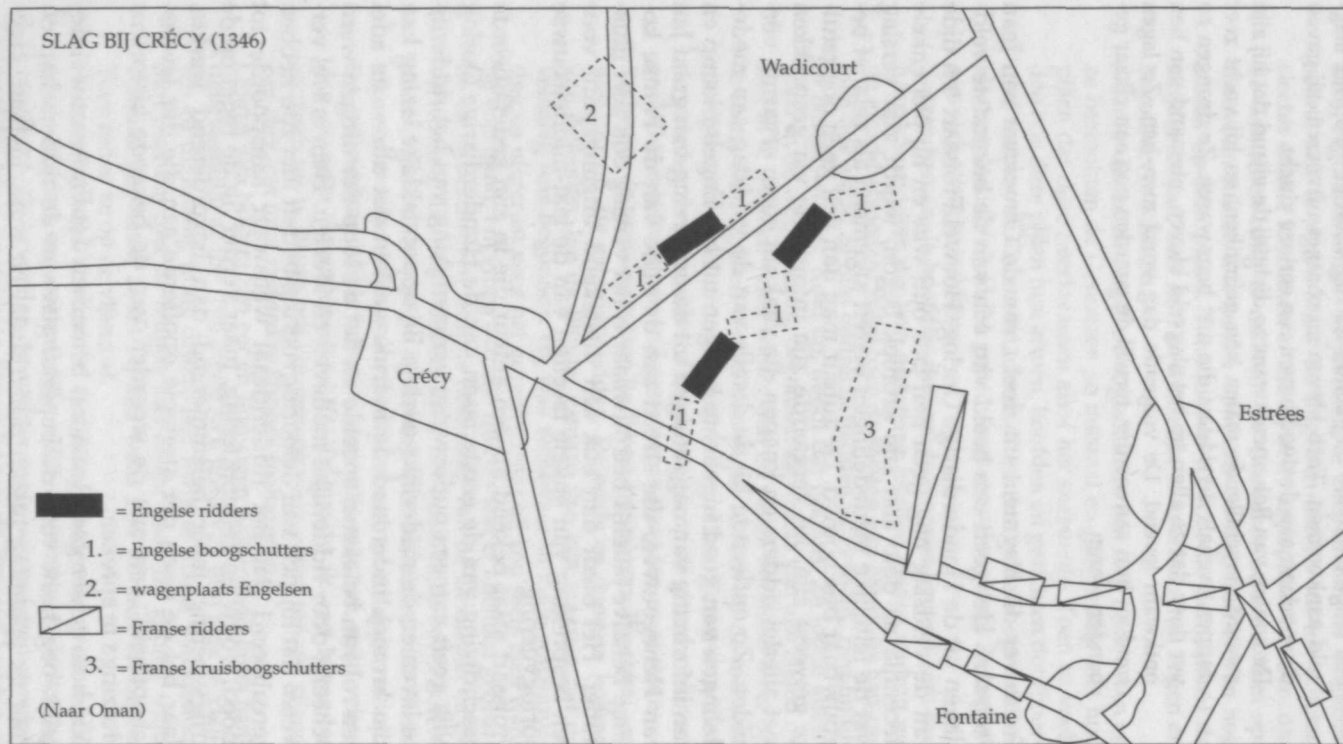 SLAG BIJ CRÉCY (1346)
Wadicourt
2
1
1
1
1
1
3
Crécy
Estrées
Fontaine
= Engelse ridders
1. = Engelse boogschutters
2. = wagenplaats Engelsen
= Franse ridders
3. = Franse kruisboogschutters
(Naar Oman)